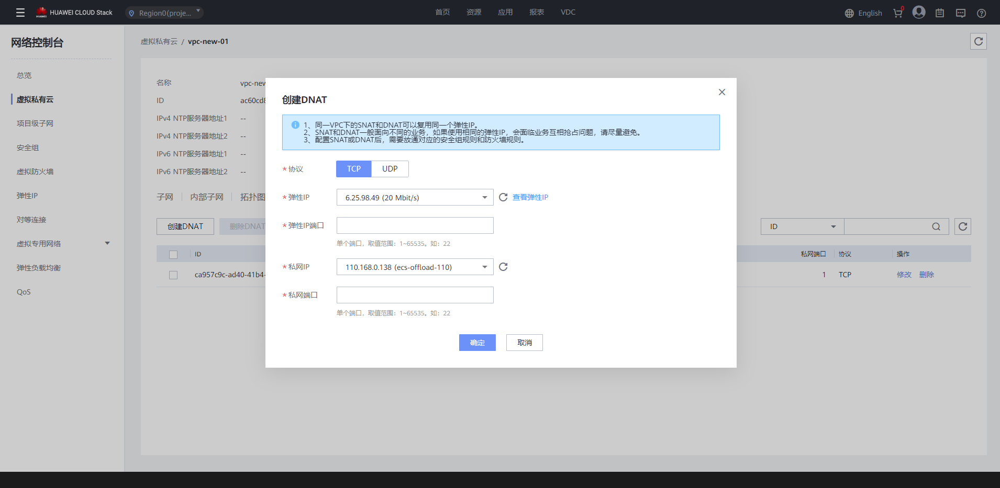 HUAWEI
HUAWEI CLOUD Stack
Region0(proje...
首页
资源
应用
报表
VDC
English
0
网络控制台
总览
虚拟私有云
项目级子网
安全组
虚拟防火墙
弹性IP
对等连接
虚拟专用网络
弹性负载均衡
QoS
虚拟私有云 / vpc-new-01
名称
vpc-new
ID
ac60cd8
IPv4 NTP服务器地址1
--
IPv4 NTP服务器地址2
--
IPv6 NTP服务器地址1
--
IPv6 NTP服务器地址2
--
子网
内部子网
拓扑图
创建DNAT
删除DNAT
ID
ID
私网端口
协议
操作
ca957c9c-ad40-41b4-
1
TCP
修改
删除
创建DNAT
1、同一VPC下的SNAT和DNAT可以复用同一个弹性IP。
2、SNAT和DNAT一般面向不同的业务，如果使用相同的弹性IP，会面临业务互相抢占问题，请尽量避免。
3、配置SNAT或DNAT后，需要放通对应的安全组规则和防火墙规则。
* 协议
TCP
UDP
* 弹性IP
6.25.98.49 (20 Mbit/s)
查看弹性IP
* 弹性IP端口
单个端口，取值范围：1~65535。如：22
* 私网IP
110.168.0.138 (ecs-offload-110)
* 私网端口
单个端口，取值范围：1~65535。如：22
确定
取消